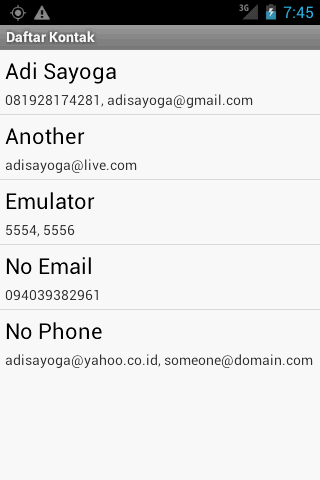 3G 7:45
Daftar Kontak
Adi Sayoga
081928174281, adisayoga@gmail.com
Another
adisayoga@live.com
Emulator
5554, 5556
No Email
094039382961
No Phone
adisayoga@yahoo.co.id, someone@domain.com